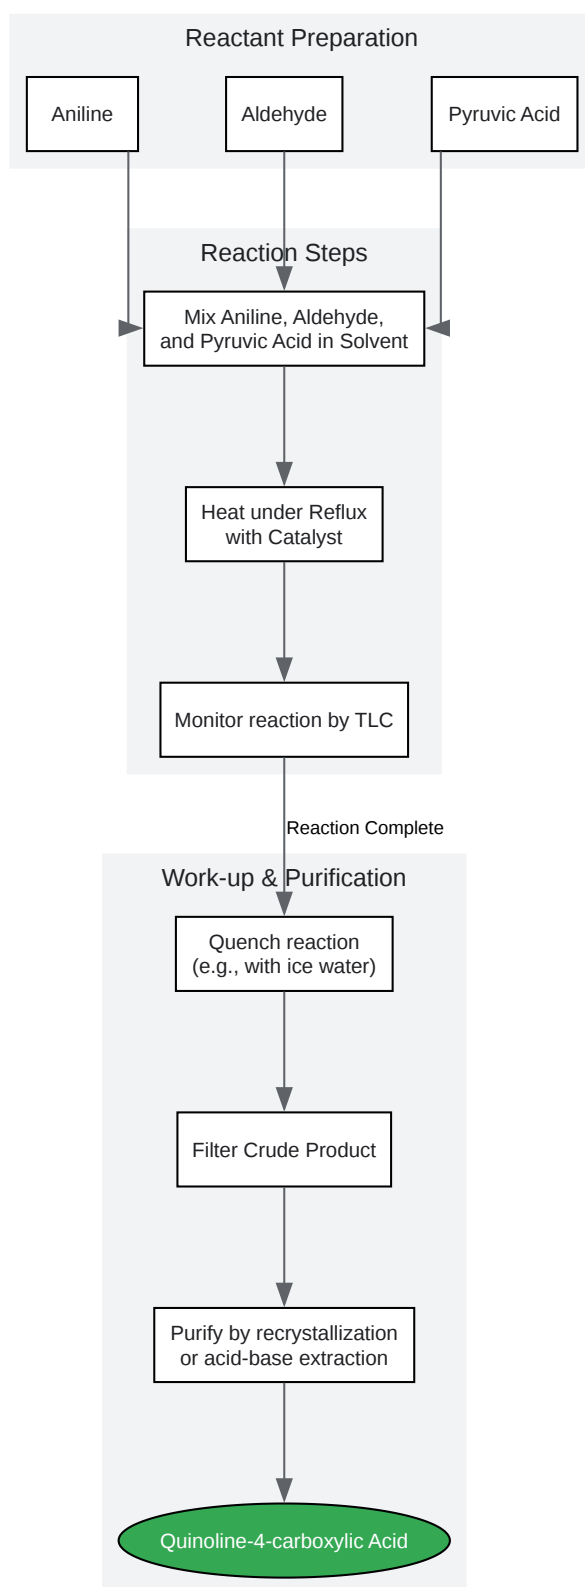 Reactant Preparation
Aniline
Aldehyde
Pyruvic Acid
Reaction Steps
Mix Aniline, Aldehyde,
and Pyruvic Acid in Solvent
Heat under Reflux
with Catalyst
Monitor reaction by TLC
Reaction Complete
Work-up & Purification
Quench reaction
(e.g., with ice water)
Filter Crude Product
Purify by recrystallization
or acid-base extraction
Quinoline-4-carboxylic Acid